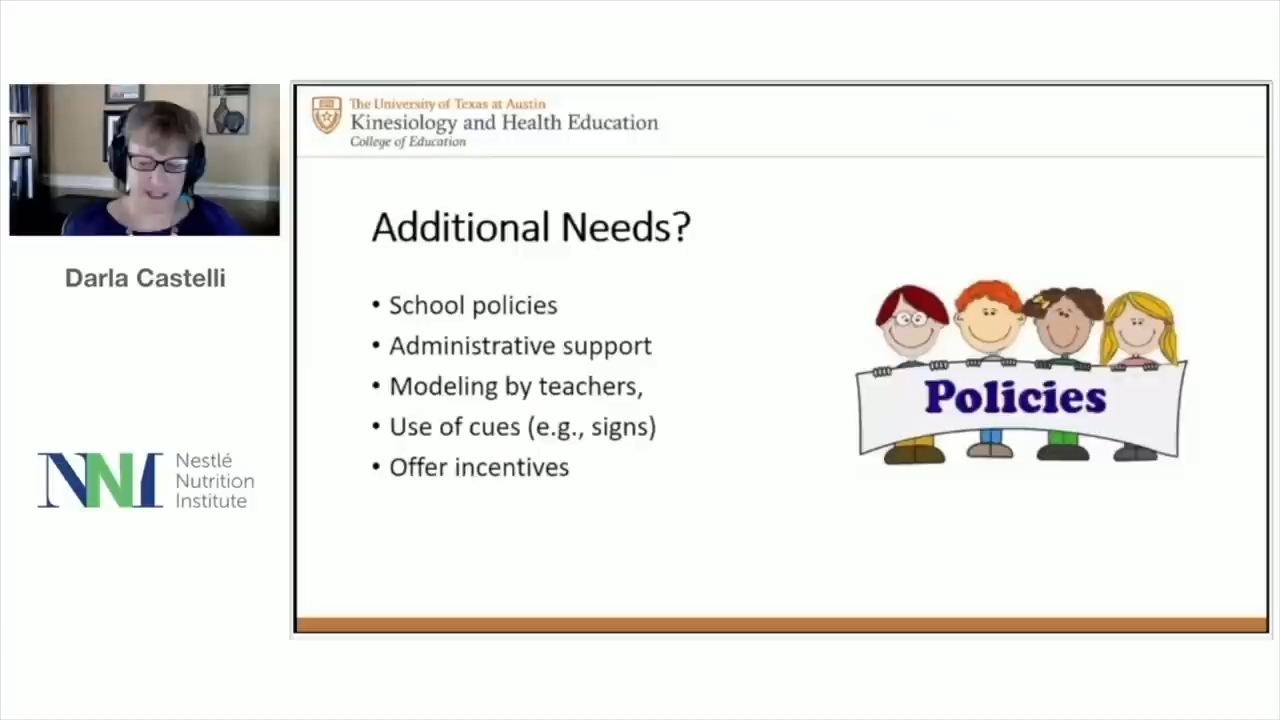 The University of Texas at Austin
Kinesiology and Health Education
College of Education
Additional Needs?
• School policies
• Administrative support
• Modeling by teachers,
• Use of cues (e.g., signs)
• Offer incentives
Policies
Darla Castelli
NNI
Nestlé
Nutrition
Institute